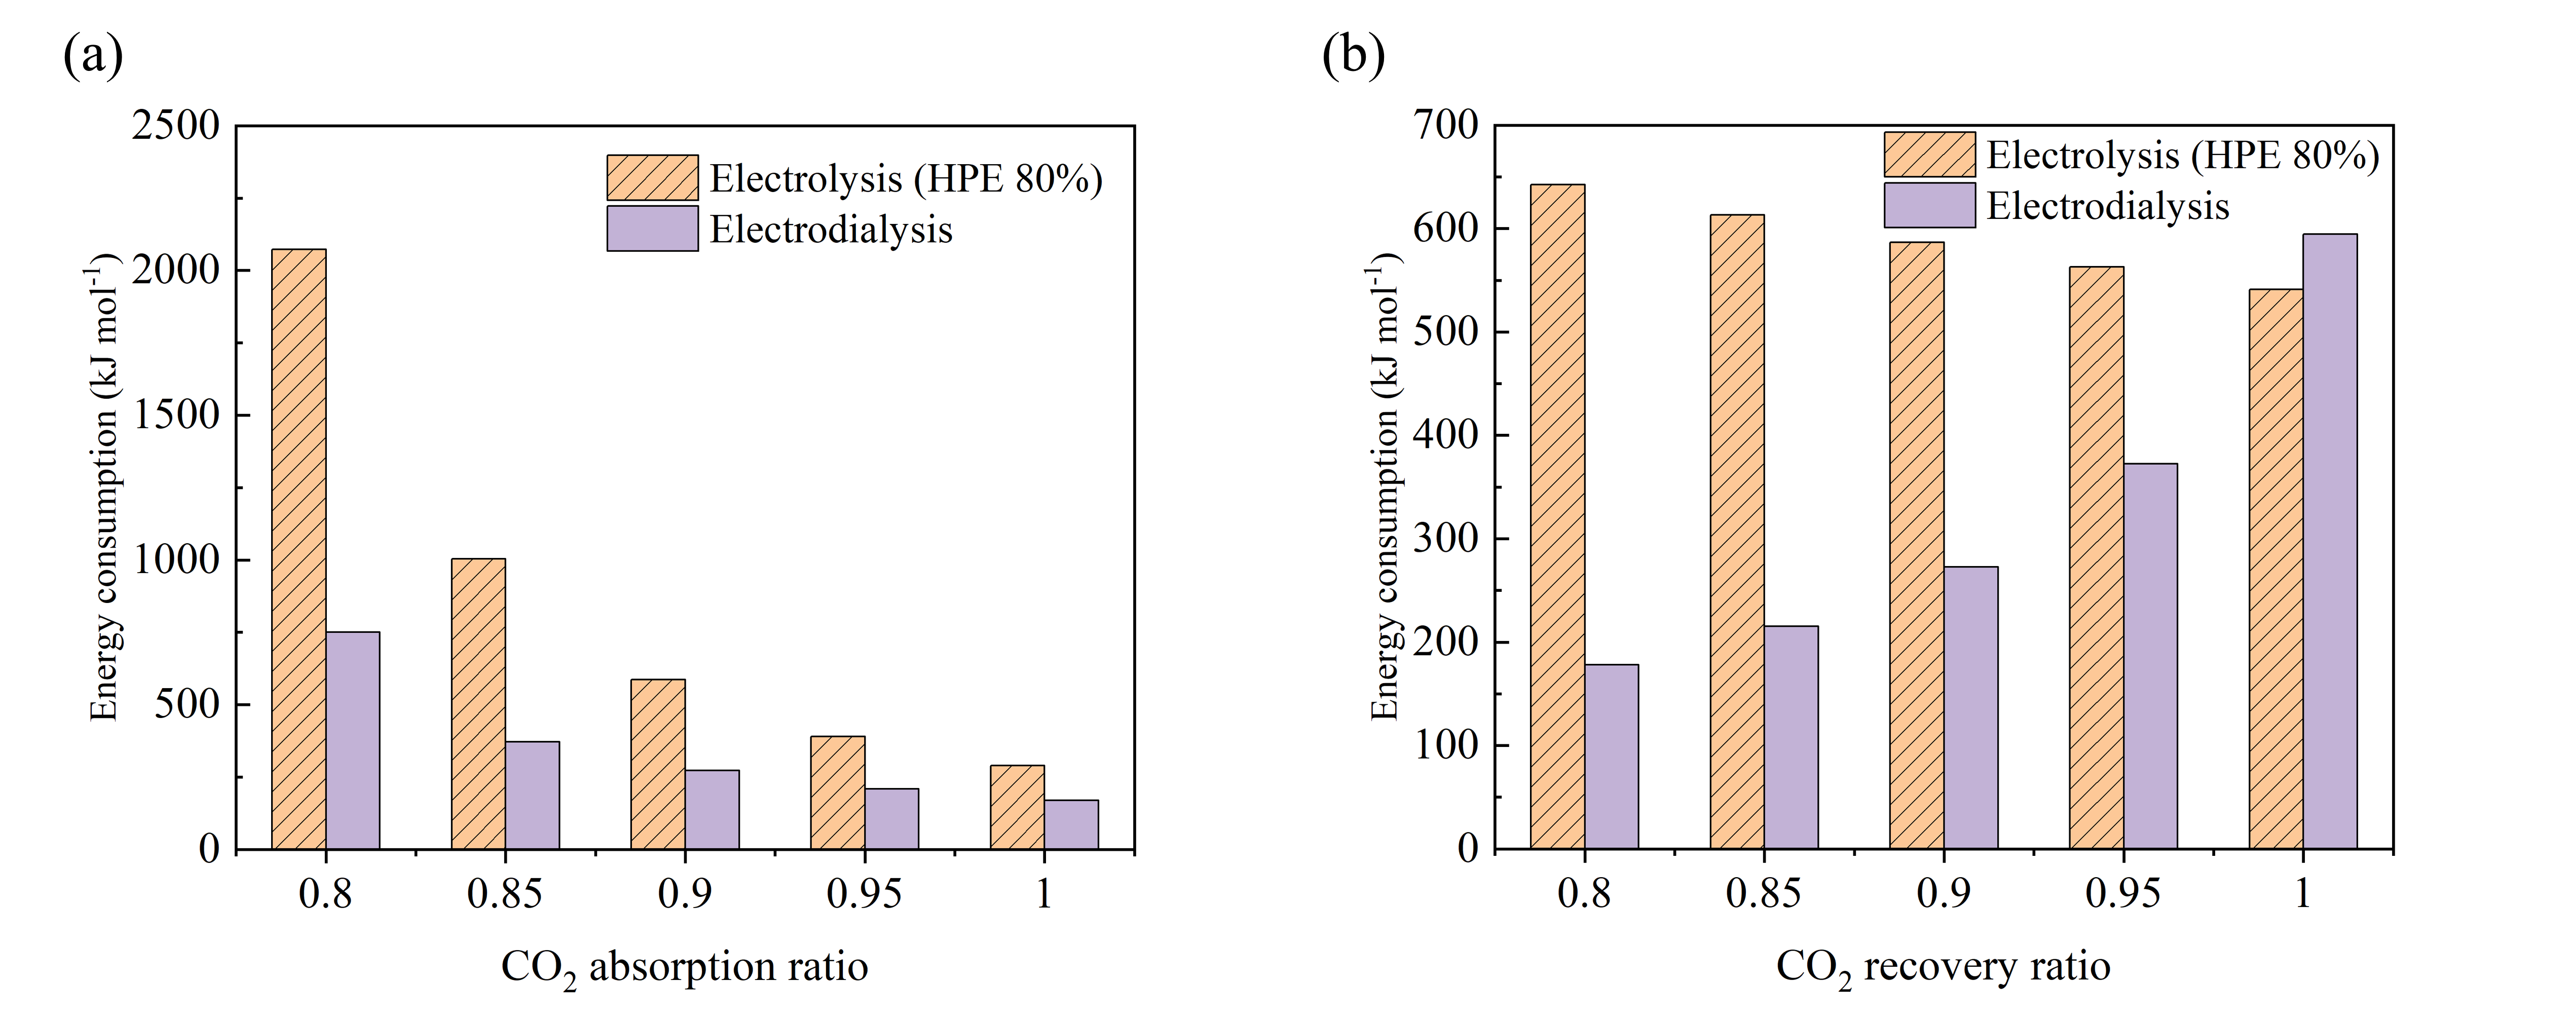 (a)
2500
2000
1500
1000
500
0
Energy consumption (kJ mol⁻¹)
Electrolysis (HPE 80%)
Electrodialysis
0.8 0.85 0.9 0.95 1
CO₂ absorption ratio
(b)
700
600
500
400
300
200
100
0
Energy consumption (kJ mol⁻¹)
Electrolysis (HPE 80%)
Electrodialysis
0.8 0.85 0.9 0.95 1
CO₂ recovery ratio